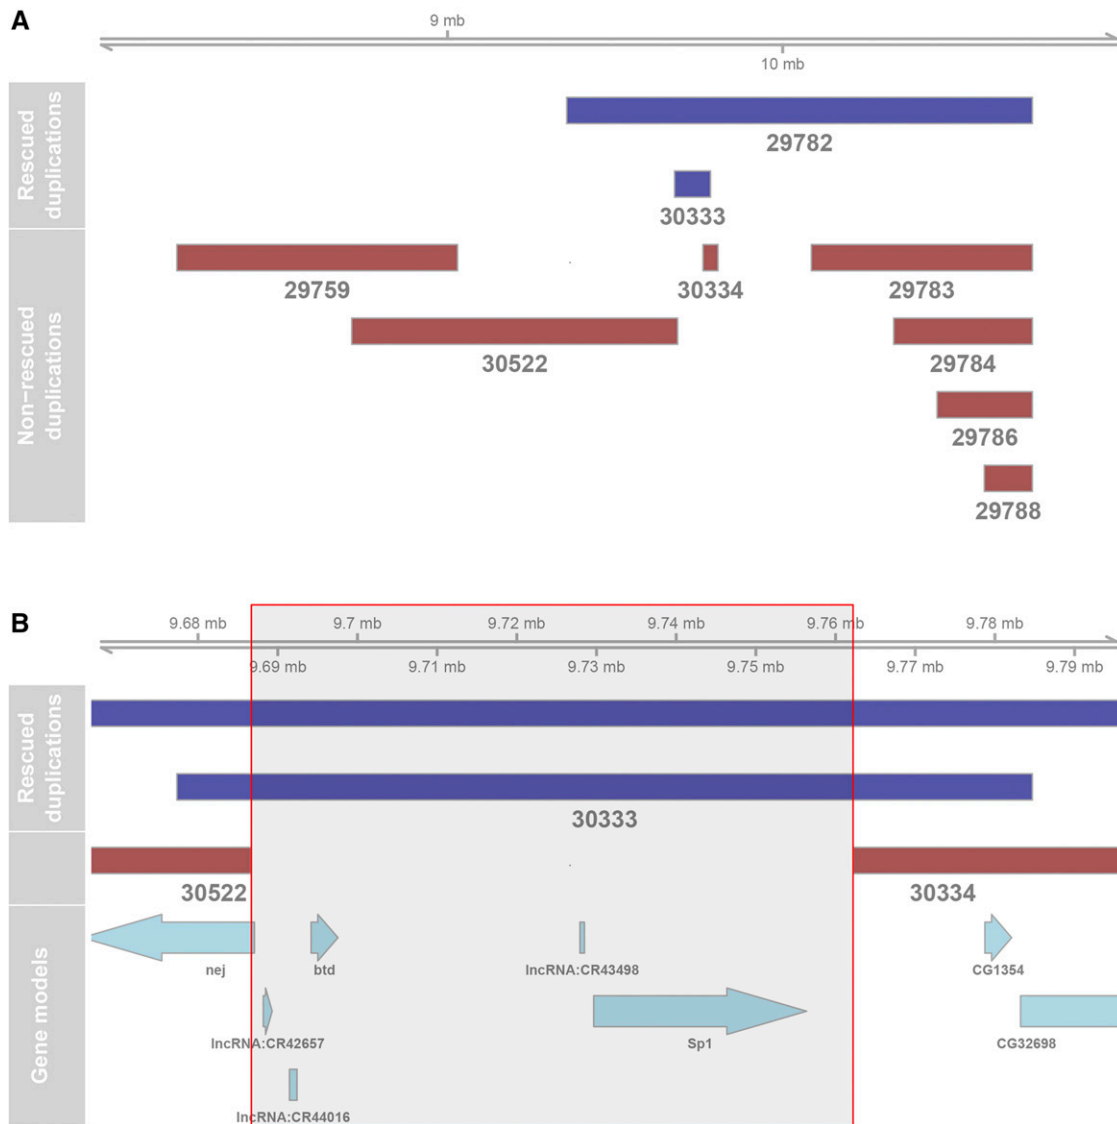 A
9 mb
10 mb
Rescued
duplications
29782
30333
Non−rescued
duplications
29759
30334
29783
30522
29784
29786
29788
B
9.68 mb
9.7 mb
9.72 mb
9.74 mb
9.76 mb
9.78 mb
9.69 mb
9.71 mb
9.73 mb
9.75 mb
9.77 mb
9.79 mb
Rescued
duplications
30333
30522
30334
Gene models
nej
btd
lncRNA:CR43498
CG1354
lncRNA:CR42657
Sp1
CG32698
lncRNA:CR44016